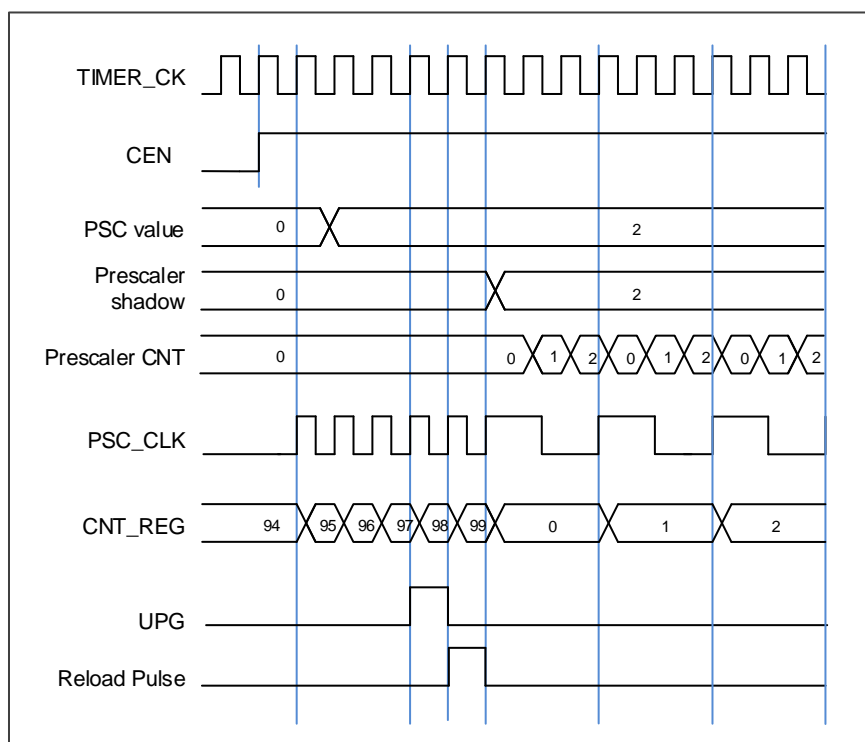 TIMER_CK
CEN
PSC value 0 2
Prescaler
shadow 0 2
Prescaler CNT 0 0 1 2 0 1 2 0 1 2
PSC_CLK
CNT_REG 94 95 96 97 98 99 0 1 2
UPG
Reload Pulse